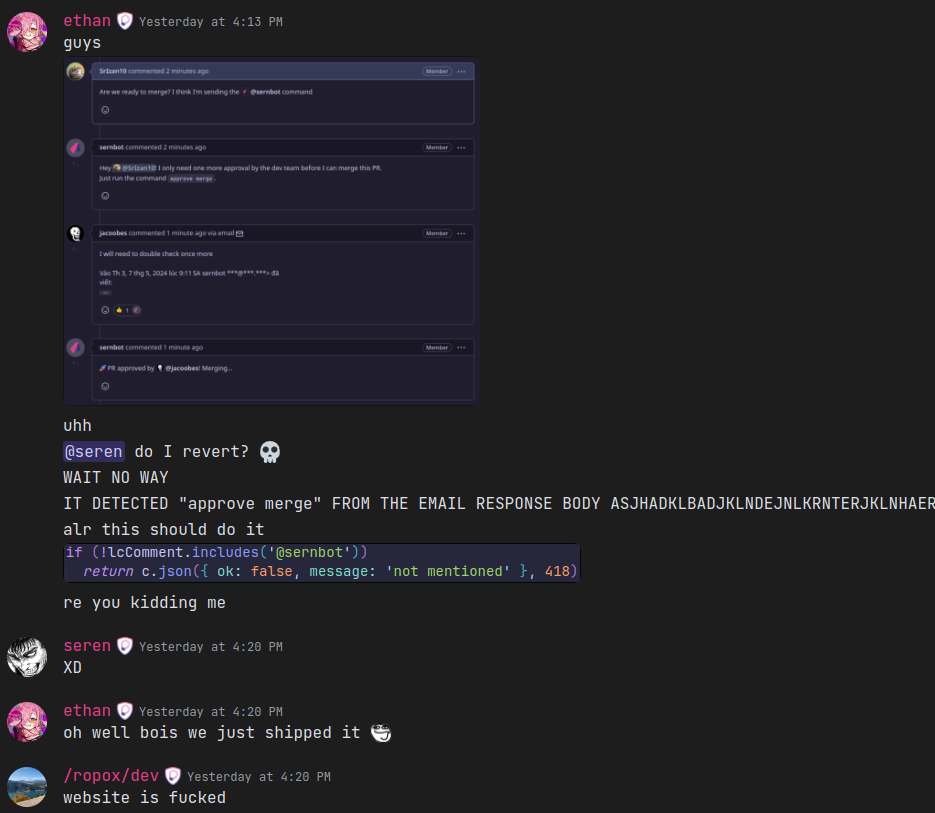 ethan Yesterday at 4:13 PM
guys
SrIzan10 commented 2 minutes ago Member
Are we ready to merge? I think I'm sending the @sernbot command
sernbot commented 2 minutes ago Member
Hey @SrIzan10! I only need one more approval by the dev team before I can merge this PR.
Just run the command approve merge.
jacoobes commented 1 minute ago via email Member
I will need to double check once more
Vào Th 3, 7 thg 5, 2024 lúc 9:11 SA sernbot ***@***.***> đã
viết:
1
sernbot commented 1 minute ago Member
PR approved by @jacoobes! Merging...
uhh
@seren do I revert? 💀
WAIT NO WAY
IT DETECTED "approve merge" FROM THE EMAIL RESPONSE BODY ASJHADKLBADJKLNDEJNLKRNTERJKLNHAER
alr this should do it
if (!lcComment.includes('@sernbot'))
return c.json({ ok: false, message: 'not mentioned' }, 418)
re you kidding me
seren Yesterday at 4:20 PM
XD
ethan Yesterday at 4:20 PM
oh well bois we just shipped it
/ropox/dev Yesterday at 4:20 PM
website is fucked